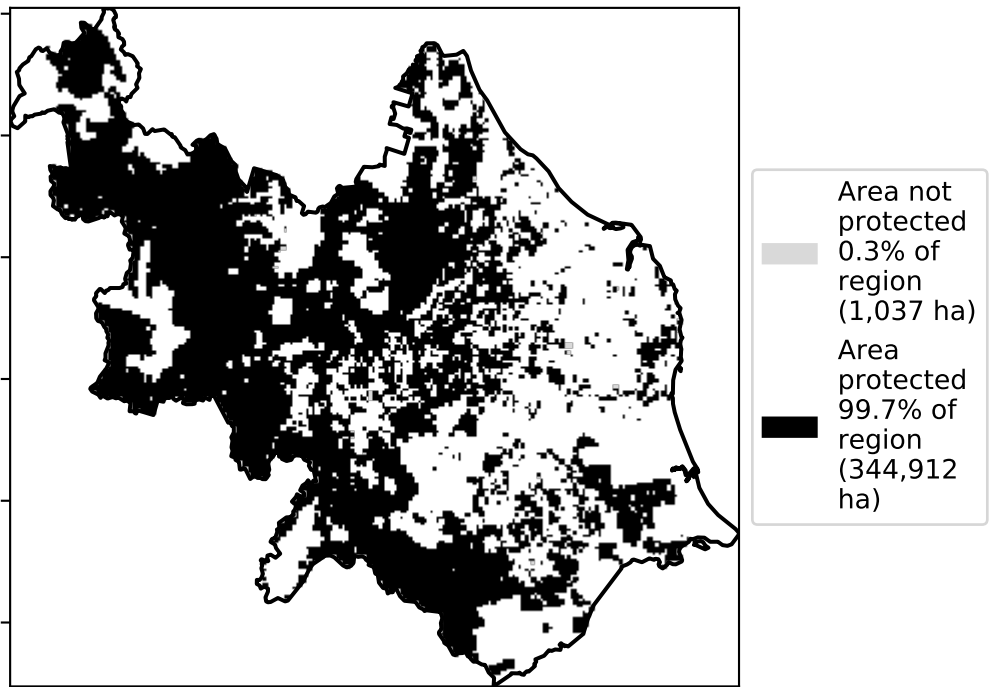 Area not
protected
0.3% of
region
(1,037 ha)
Area
protected
99.7% of
region
(344,912
ha)